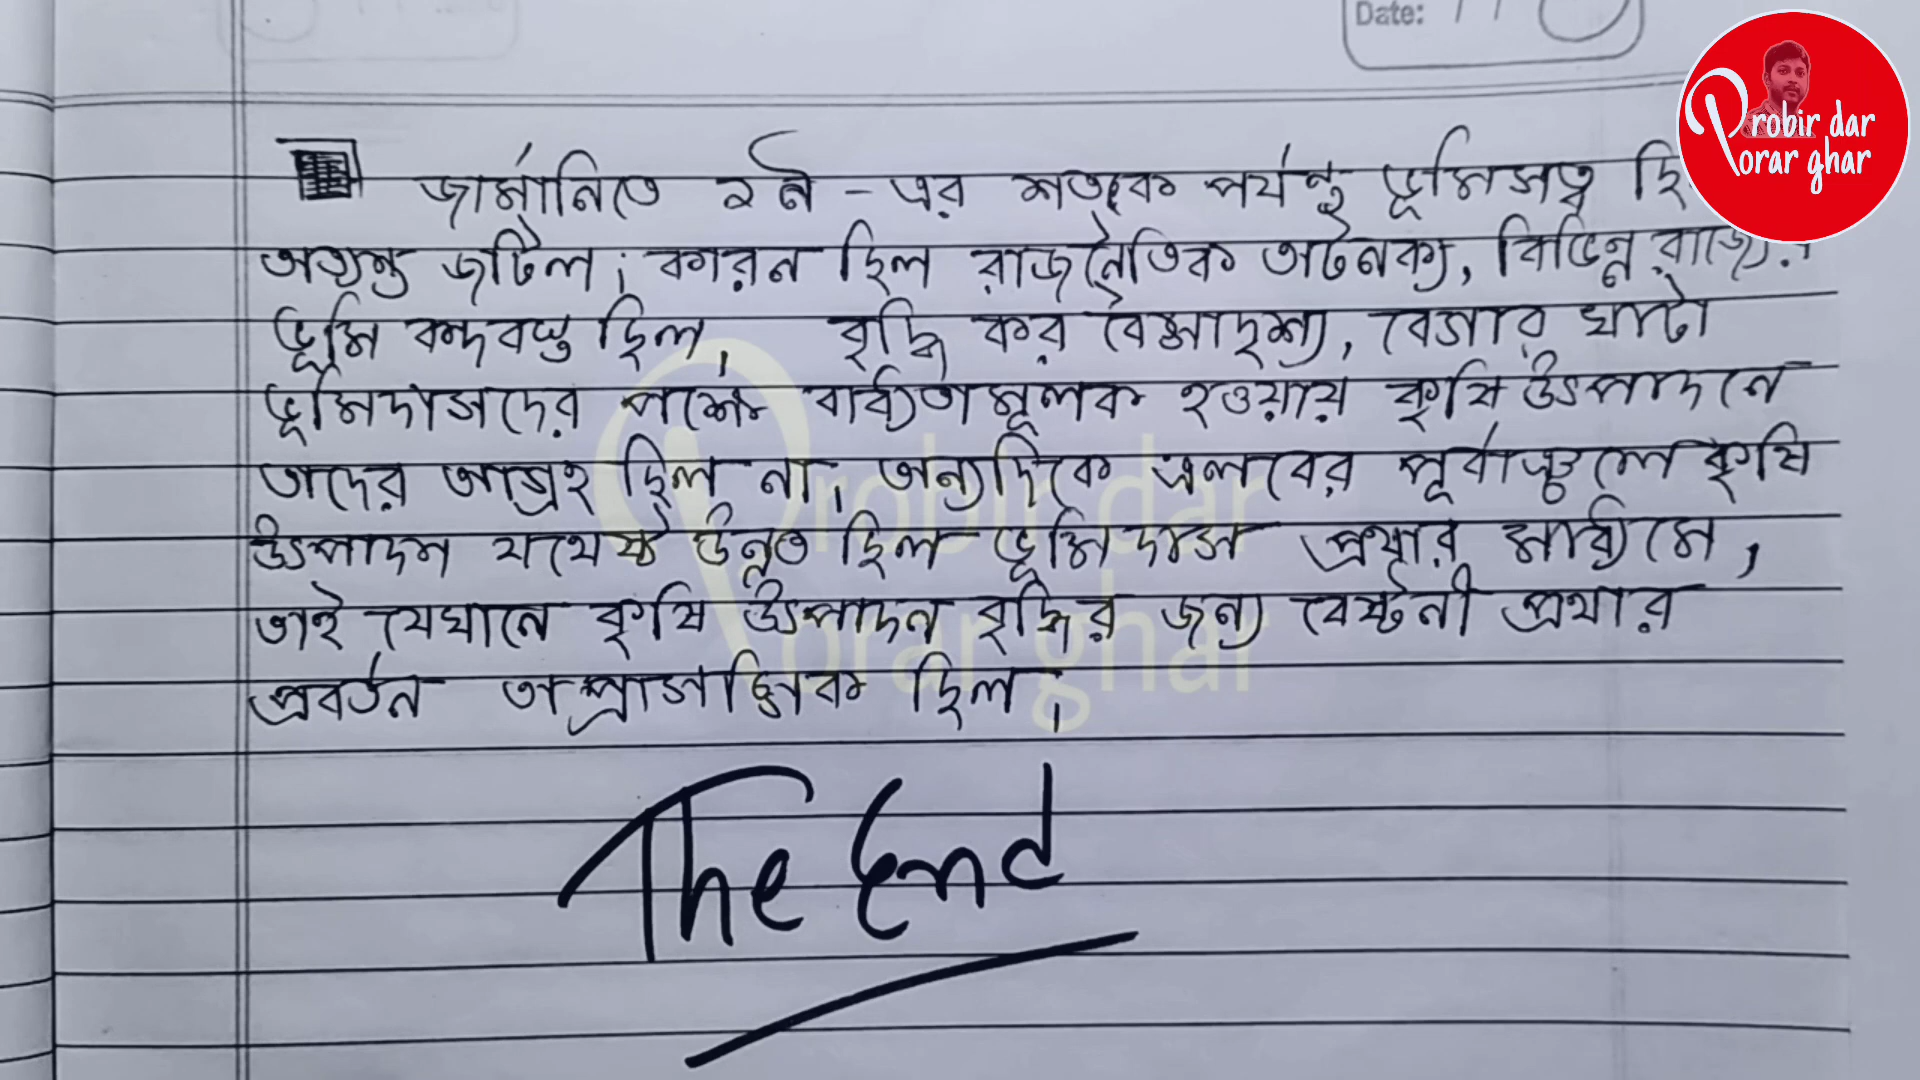 Date:
Probir dar
Porar ghar
জার্মানিতে ১ম - এর শতকে পর্যন্ত ভূমিসত্ব
অত্যন্ত জটিল। কারন ছিল রাজনৈতিক অনৈক্য, বিভিন্ন রাজ্যের
ভূমি বন্দবস্ত ছিল, বৃদ্ধি কর বৈসাদৃশ্য, বেগার খাটা
ভূমিদাসদের পক্ষে বাধ্যতামূলক হওয়ায় কৃষি উৎপাদনে
তাদের আগ্রহ ছিল না। অন্যদিকে এলবের পূর্বাঞ্চলে কৃষি
উৎপাদন যথেষ্ট উন্নত ছিল ভূমিদাস প্রথার মাধ্যমে,
তাই সেখানে কৃষি উৎপাদন বৃদ্ধির জন্য বেষ্টনী প্রথার
প্রবর্তন অপ্রাসঙ্গিক ছিল।
The End